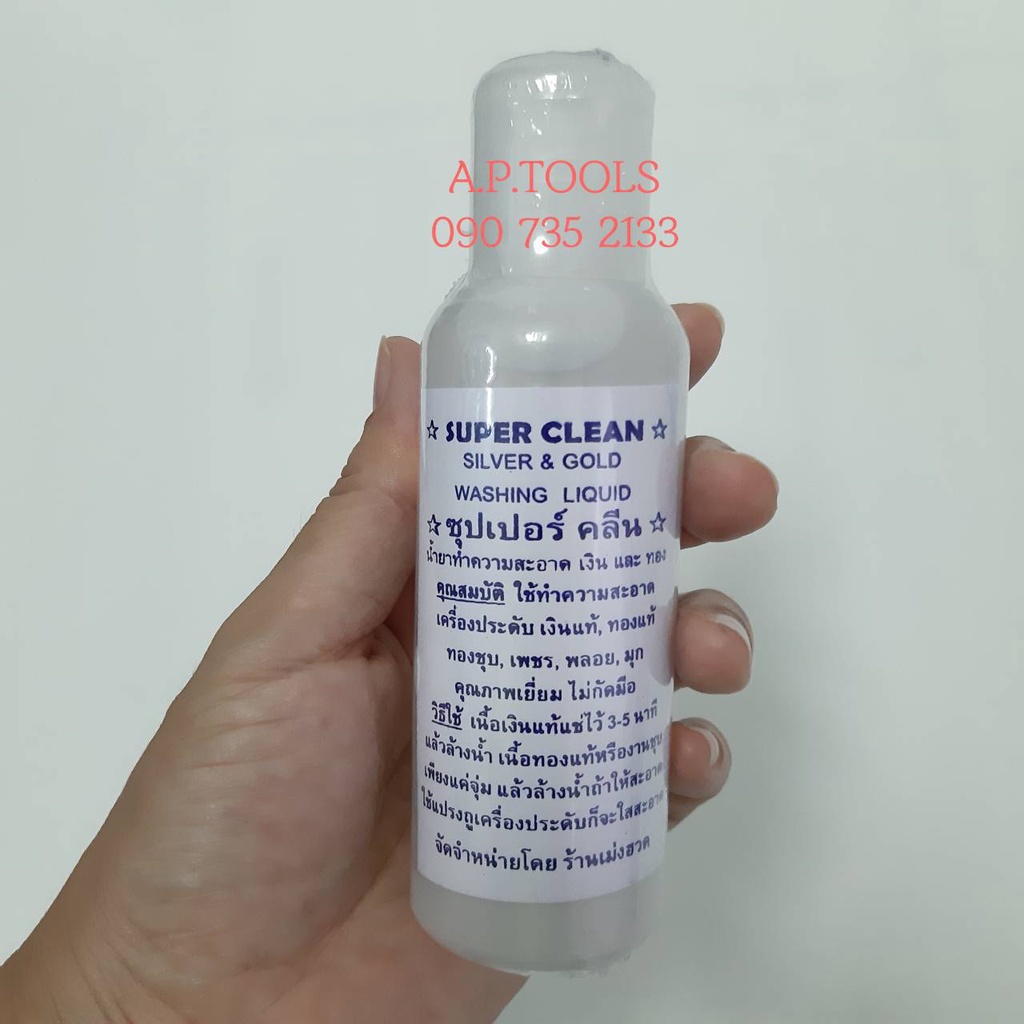 A.P.TOOLS
090 735 2133
☆ SUPER CLEAN ☆
SILVER & GOLD
WASHING LIQUID
☆ ซุปเปอร์ คลีน ☆
น้ำยาทำความสะอาด เงิน และ ทอง
คุณสมบัติ ใช้ทำความสะอาด
เครื่องประดับ เงินแท้, ทองแท้
ทองชุบ, เพชร, พลอย, มุก
คุณภาพเยี่ยม ไม่กัดมือ
วิธีใช้ เนื้อเงินแท้แช่ไว้ 3-5 นาที
แล้วล้างน้ำ เนื้อทองแท้หรืองานชุบ
เพียงแค่จุ่ม แล้วล้างน้ำถ้าให้สะอาด
ใช้แปรงถูเครื่องประดับก็จะใสสะอาด
จัดจำหน่ายโดย ร้านเม่งฮวด